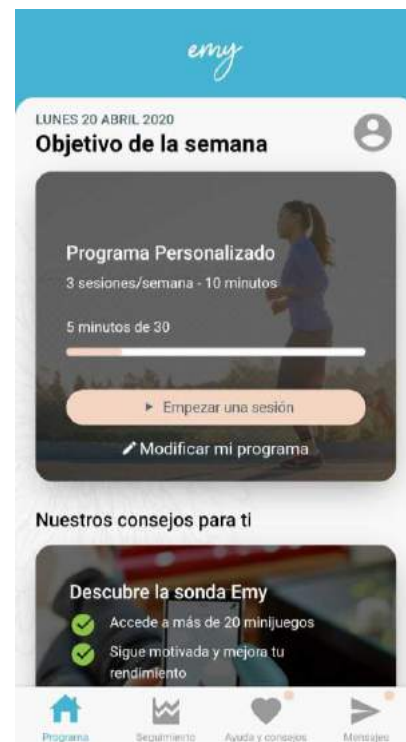 emy
LUNES 20 ABRIL 2020
Objetivo de la semana
Programa Personalizado
3 sesiones/semana - 10 minutos
5 minutos de 30
Empezar una sesión
Modificar mi programa
Nuestros consejos para ti
Descubre la sonda Emy
Accede a más de 20 minijuegos
Sigue motivada y mejora tu
rendimiento
Programa Seguimiento Ayuda y consejos Mensajes